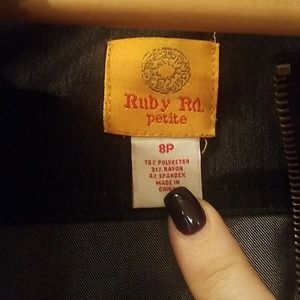 Ruby Rd.
petite
8P
75% POLYESTER
21% RAYON
4% SPANDEX
MADE IN
CHINA